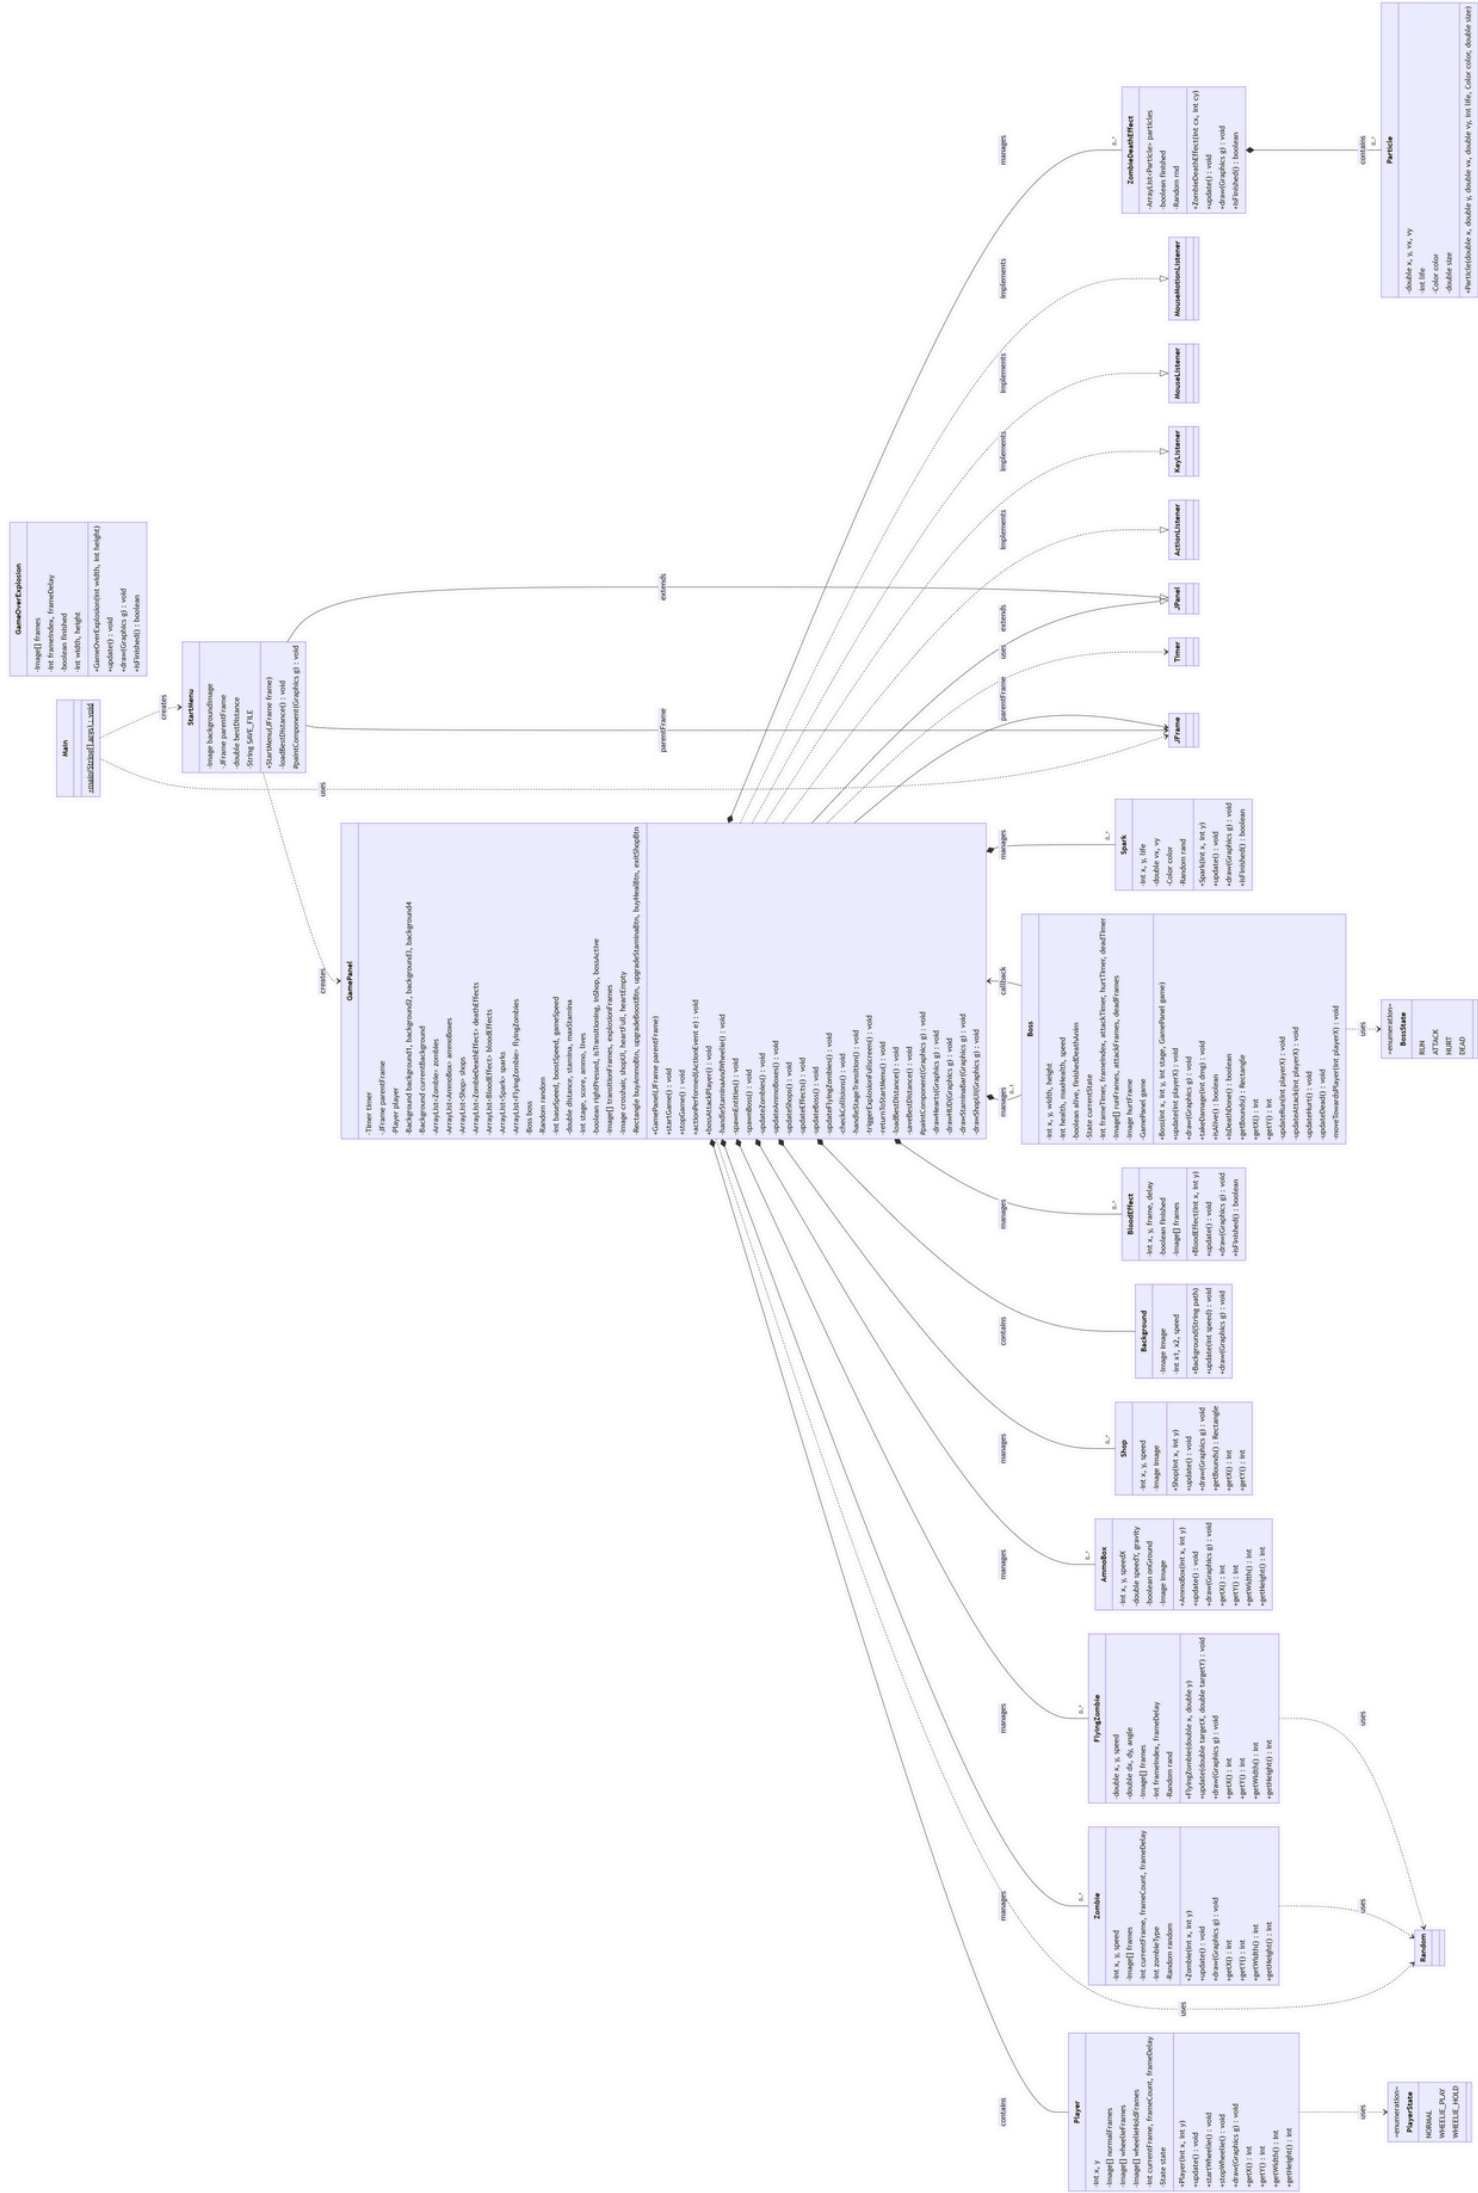 GameOverExplosion
-Image[] frames
-int frameIndex, frameDelay
-boolean finished
-int width, height
+GameOverExplosion(int width, int height)
+update() : void
+draw(Graphics g) : void
+isFinished() : boolean
Main
+main(String[] args) : void
creates
uses
StartMenu
-Image backgroundImage
-JFrame parentFrame
-double bestDistance
-String SAVE_FILE
+StartMenu(JFrame frame)
-loadBestDistance() : void
#paintComponent(Graphics g) : void
creates
extends
parentFrame
GamePanel
-Timer timer
-JFrame parentFrame
-Player player
-Background background1, background2, background3, background4
-Background currentBackground
-ArrayList<Zombie> zombies
-ArrayList<AmmoBox> ammoBoxes
-ArrayList<Shop> shops
-ArrayList<ZombieDeathEffect> deathEffects
-ArrayList<BloodEffect> bloodEffects
-ArrayList<Spark> sparks
-ArrayList<FlyingZombie> flyingZombies
-Boss boss
-Random random
-int baseSpeed, boostSpeed, gameSpeed
-double distance, stamina, maxStamina
-int stage, score, ammo, lives
-boolean rightPressed, isTransitioning, inShop, bossActive
-Image[] transitionFrames, explosionFrames
-Image crosshair, shopUI, heartFull, heartEmpty
-Rectangle buyAmmoBtn, upgradeBoostBtn, upgradeStaminaBtn, buyHealBtn, exitShopBtn
+GamePanel(JFrame parentFrame)
+startGame() : void
+stopGame() : void
+actionPerformed(ActionEvent e) : void
+bossAttackPlayer() : void
-handleStaminaAndWheelie() : void
-spawnEntities() : void
-spawnBoss() : void
-updateZombies() : void
-updateAmmoBoxes() : void
-updateShops() : void
-updateEffects() : void
-updateBoss() : void
-updateFlyingZombies() : void
-checkCollisions() : void
-handleStageTransition() : void
-triggerExplosionFullscreen() : void
-returnToStartMenu() : void
-loadBestDistance() : void
-saveBestDistance() : void
#paintComponent(Graphics g) : void
-drawHearts(Graphics g) : void
-drawHUD(Graphics g) : void
-drawStaminaBar(Graphics g) : void
-drawShopUI(Graphics g) : void
contains
manages
manages
manages
manages
contains
manages
manages
callback
manages
parentFrame
uses
extends
implements
implements
implements
implements
manages
uses
0..*
0..*
0..*
0..*
0..*
0..1
0..*
0..*
Player
-int x, y
-Image[] normalFrames
-Image[] wheelieFrames
-Image[] wheelieHoldFrames
-int currentFrame, frameCount, frameDelay
-State state
+Player(int x, int y)
+update() : void
+startWheelie() : void
+stopWheelie() : void
+draw(Graphics g) : void
+getX() : int
+getY() : int
+getWidth() : int
+getHeight() : int
Zombie
-int x, y, speed
-Image[] frames
-int currentFrame, frameCount, frameDelay
-int zombieType
-Random random
+Zombie(int x, int y)
+update() : void
+draw(Graphics g) : void
+getX() : int
+getY() : int
+getWidth() : int
+getHeight() : int
FlyingZombie
-double x, y, speed
-double dx, dy, angle
-Image[] frames
-int frameIndex, frameDelay
-Random rand
+FlyingZombie(double x, double y)
+update(double targetX, double targetY) : void
+draw(Graphics g) : void
+getX() : int
+getY() : int
+getWidth() : int
+getHeight() : int
AmmoBox
-int x, y, speedX
-double speedY, gravity
-boolean onGround
-Image image
+AmmoBox(int x, int y)
+update() : void
+draw(Graphics g) : void
+getX() : int
+getY() : int
+getWidth() : int
+getHeight() : int
Shop
-int x, y, speed
-Image image
+Shop(int x, int y)
+update() : void
+draw(Graphics g) : void
+getBounds() : Rectangle
+getX() : int
+getY() : int
Background
-Image image
-int x1, x2, speed
+Background(String path)
+update(int speed) : void
+draw(Graphics g) : void
BloodEffect
-int x, y, frame, delay
-boolean finished
-Image[] frames
+BloodEffect(int x, int y)
+update() : void
+draw(Graphics g) : void
+isFinished() : boolean
Boss
-int x, y, width, height
-int health, maxHealth, speed
-boolean alive, finishedDeathAnim
-State currentState
-int frameTimer, frameIndex, attackTimer, hurtTimer, deadTimer
-Image[] runFrames, attackFrames, deadFrames
-Image hurtFrame
-GamePanel game
+Boss(int x, int y, int stage, GamePanel game)
+update(int playerX) : void
+draw(Graphics g) : void
+takeDamage(int dmg) : void
+isAlive() : boolean
+isDeathDone() : boolean
+getBounds() : Rectangle
+getX() : int
+getY() : int
-updateRun(int playerX) : void
-updateAttack(int playerX) : void
-updateHurt() : void
-updateDead() : void
-moveTowardsPlayer(int playerX) : void
Spark
-int x, y, life
-double vx, vy
-Color color
-Random rand
+Spark(int x, int y)
+update() : void
+draw(Graphics g) : void
+isFinished() : boolean
JFrame
Timer
JPanel
ActionListener
KeyListener
MouseListener
MouseMotionListener
ZombieDeathEffect
-ArrayList<Particle> particles
-boolean finished
-Random rnd
+ZombieDeathEffect(int cx, int cy)
+update() : void
+draw(Graphics g) : void
+isFinished() : boolean
uses
uses
uses
uses
contains
0..*
«enumeration»
PlayerState
NORMAL
WHEELIE_PLAY
WHEELIE_HOLD
Random
«enumeration»
BossState
RUN
ATTACK
HURT
DEAD
Particle
-double x, y, vx, vy
-int life
-Color color
-double size
+Particle(double x, double y, double vx, double vy, int life, Color color, double size)